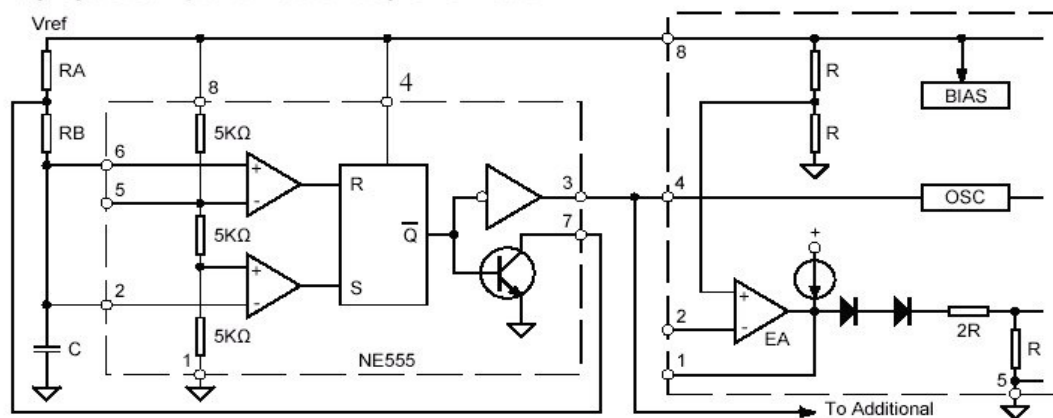 Vref
RA
RB
C
8
4
5KΩ
6
5
5KΩ
2
5KΩ
1
R
S
Q
3
7
NE555
8
R
R
BIAS
4
OSC
+
2
1
+
-
EA
2R
R
5
+
-
+
-
To Additional